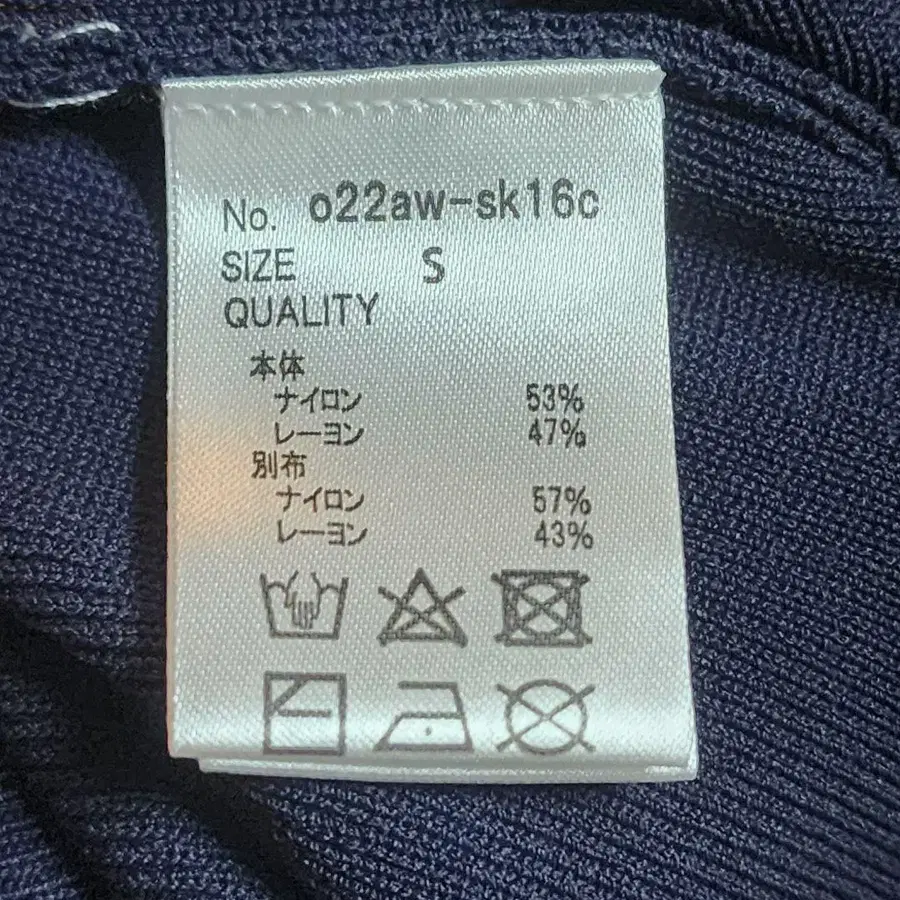 No. o22aw-sk16c
SIZE S
QUALITY
本体
ナイロン 53%
レーヨン 47%
別布
ナイロン 57%
レーヨン 43%